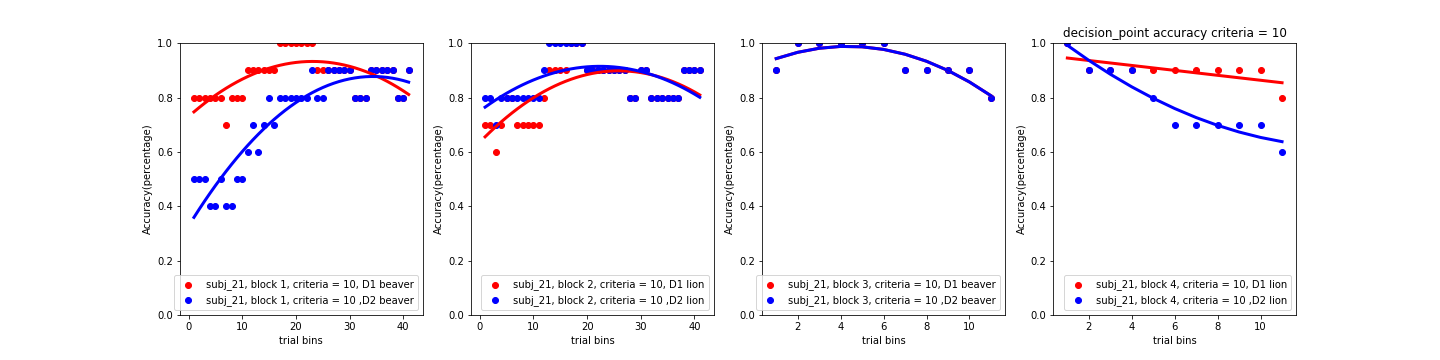 decision_point accuracy criteria = 10
1.0
0.8
0.6
0.4
0.2
0.0
Accuracy(percentage)
subj_21, block 1, criteria = 10, D1 beaver
subj_21, block 1, criteria = 10 ,D2 beaver
0 10 20 30 40
trial bins
1.0
0.8
0.6
0.4
0.2
0.0
Accuracy(percentage)
subj_21, block 2, criteria = 10, D1 lion
subj_21, block 2, criteria = 10 ,D2 lion
0 10 20 30 40
trial bins
1.0
0.8
0.6
0.4
0.2
0.0
Accuracy(percentage)
subj_21, block 3, criteria = 10, D1 beaver
subj_21, block 3, criteria = 10 ,D2 beaver
2 4 6 8 10
trial bins
1.0
0.8
0.6
0.4
0.2
0.0
Accuracy(percentage)
subj_21, block 4, criteria = 10, D1 lion
subj_21, block 4, criteria = 10 ,D2 lion
2 4 6 8 10
trial bins